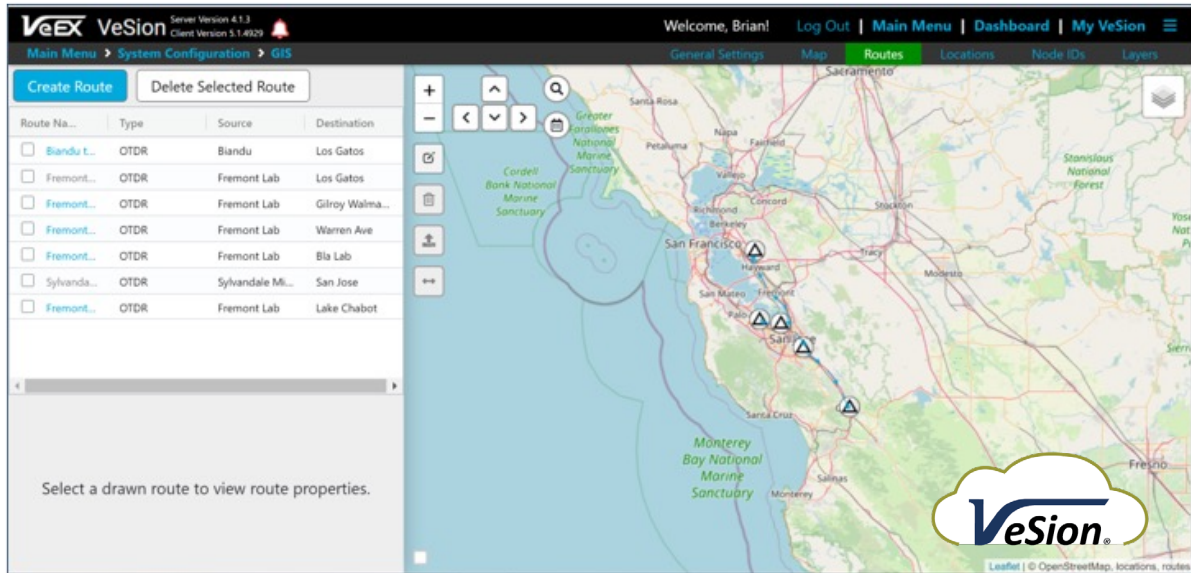 VeEX VeSion Server Version 4.1.3
Client Version 5.1.4929
Welcome, Brian! Log Out | Main Menu | Dashboard | My VeSion
Main Menu > System Configuration > GIS
General Settings Map Routes Locations Node IDs Layers
Create Route Delete Selected Route
Route Na... Type Source Destination
Biandu t... OTDR Biandu Los Gatos
Fremont... OTDR Fremont Lab Los Gatos
Fremont... OTDR Fremont Lab Gilroy Walma...
Fremont... OTDR Fremont Lab Warren Ave
Fremont... OTDR Fremont Lab Bla Lab
Sylvanda... OTDR Sylvandale Mi... San Jose
Fremont... OTDR Fremont Lab Lake Chabot
Select a drawn route to view route properties.
+
−
Sacramento
Santa Rosa
Greater
Farallones
National
Marine
Sanctuary
Napa
Fairfield
Petaluma
Vallejo
Cordell
Bank National
Marine
Sanctuary
Stanislaus
National
Forest
Concord
Richmond
Stockton
Berkeley
San Francisco
Hayward
Tracy
Modesto
San Mateo Fremont
Palo
San
Santa Cruz
Monterey
Bay National
Marine
Sanctuary
Salinas
Monterey
Fresno
VeSion®
Leaflet | © OpenStreetMap, locations, routes